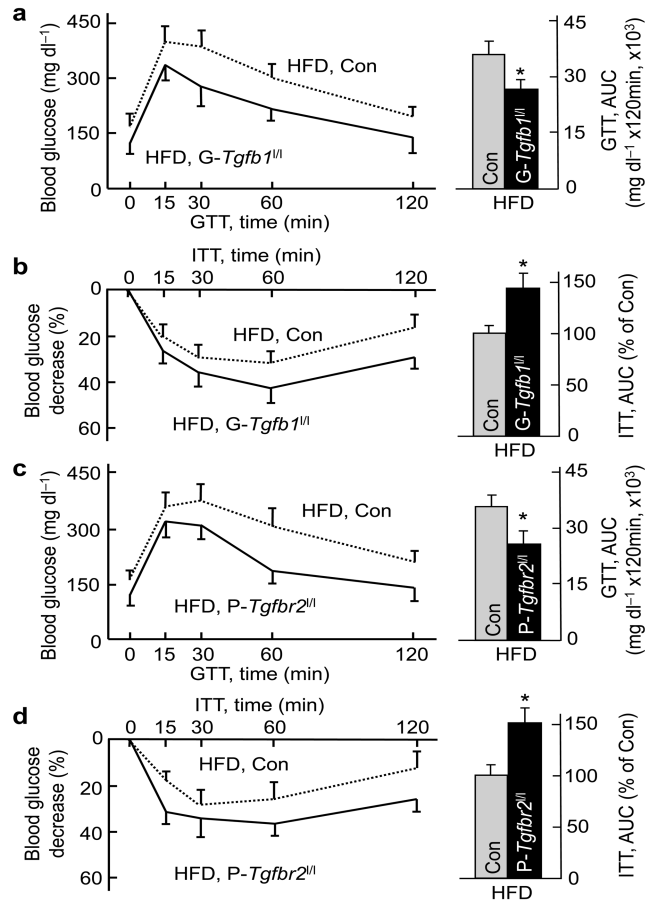 a
Blood glucose (mg dl⁻¹)
450
300
150
0
HFD, Con
HFD, G-Tgfb1l/l
0 15 30 60 120
GTT, time (min)
Con
G-Tgfb1l/l
*
HFD
45
30
15
0
GTT, AUC
(mg dl⁻¹ x120min, x10³)
b
ITT, time (min)
0 15 30 60 120
Blood glucose
decrease (%)
0
20
40
60
HFD, Con
HFD, G-Tgfb1l/l
Con
G-Tgfb1l/l
*
HFD
150
100
50
0
ITT, AUC (% of Con)
c
Blood glucose (mg dl⁻¹)
450
300
150
0
HFD, Con
HFD, P-Tgfbr2l/l
0 15 30 60 120
GTT, time (min)
Con
P-Tgfbr2l/l
*
HFD
45
30
15
0
GTT, AUC
(mg dl⁻¹ x120min, x10³)
d
ITT, time (min)
0 15 30 60 120
Blood glucose
decrease (%)
0
20
40
60
HFD, Con
HFD, P-Tgfbr2l/l
Con
P-Tgfbr2l/l
*
HFD
150
100
50
0
ITT, AUC (% of Con)